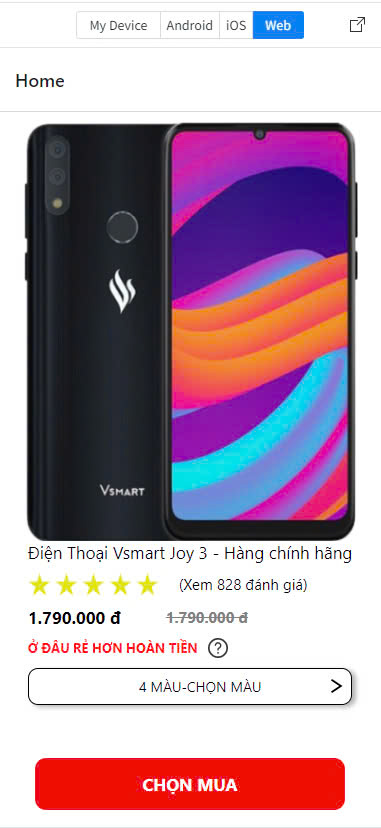 My Device Android iOS Web
Home
VSMART
Điện Thoại Vsmart Joy 3 - Hàng chính hãng
(Xem 828 đánh giá)
1.790.000 đ 1.790.000 đ
Ở ĐÂU RẺ HƠN HOÀN TIỀN ?
4 MÀU-CHỌN MÀU >
CHỌN MUA